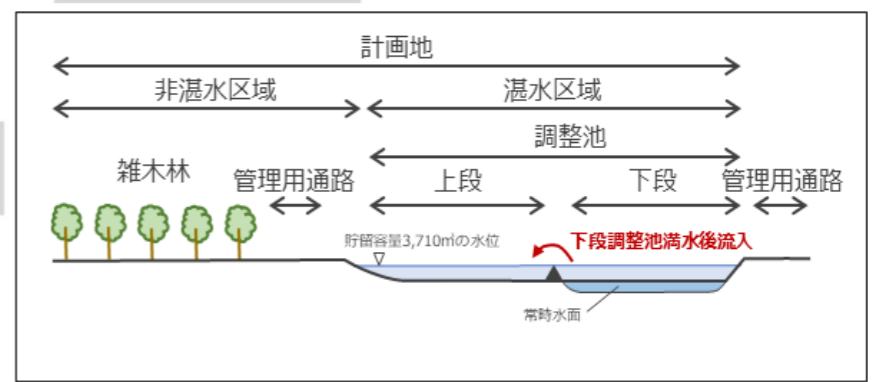 計画地
非湛水区域
湛水区域
調整池
雑木林
管理用通路
上段
下段
管理用通路
貯留容量3,710㎥の水位
下段調整池満水後流入
常時水面